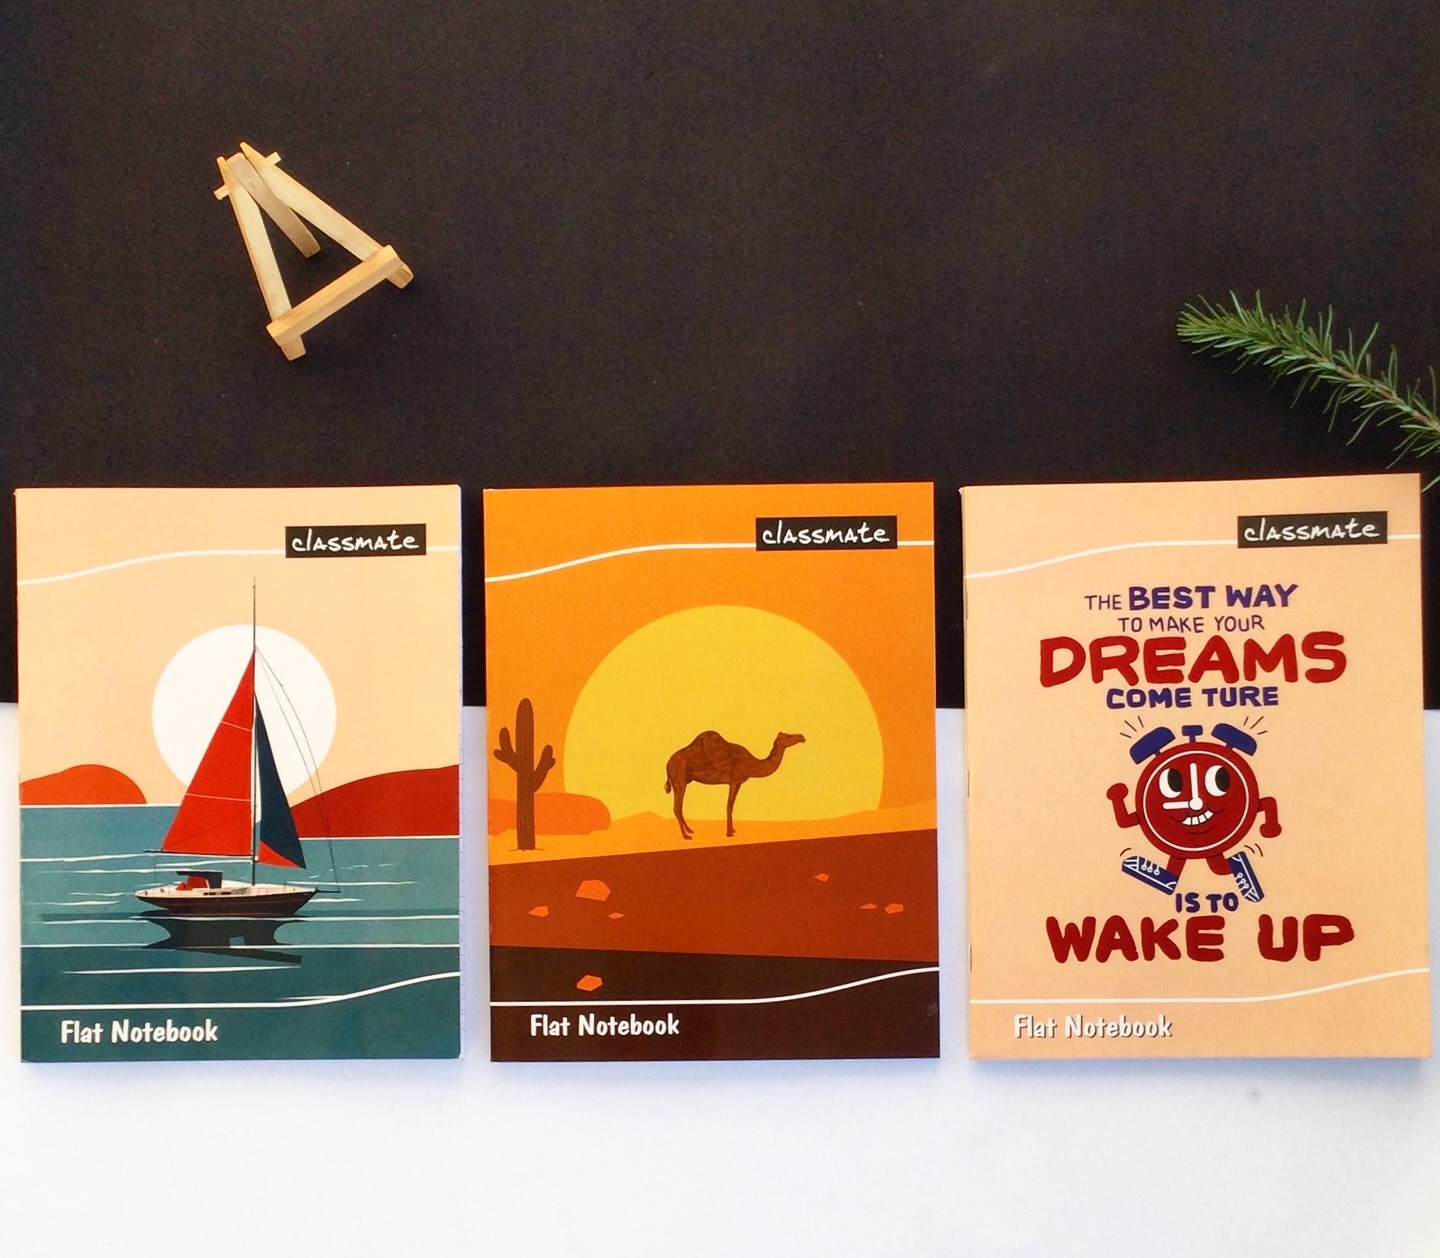 classmate
Flat Notebook
classmate
Flat Notebook
classmate
THE BEST WAY
TO MAKE YOUR
DREAMS
COME TURE
IS TO
WAKE UP
Flat Notebook